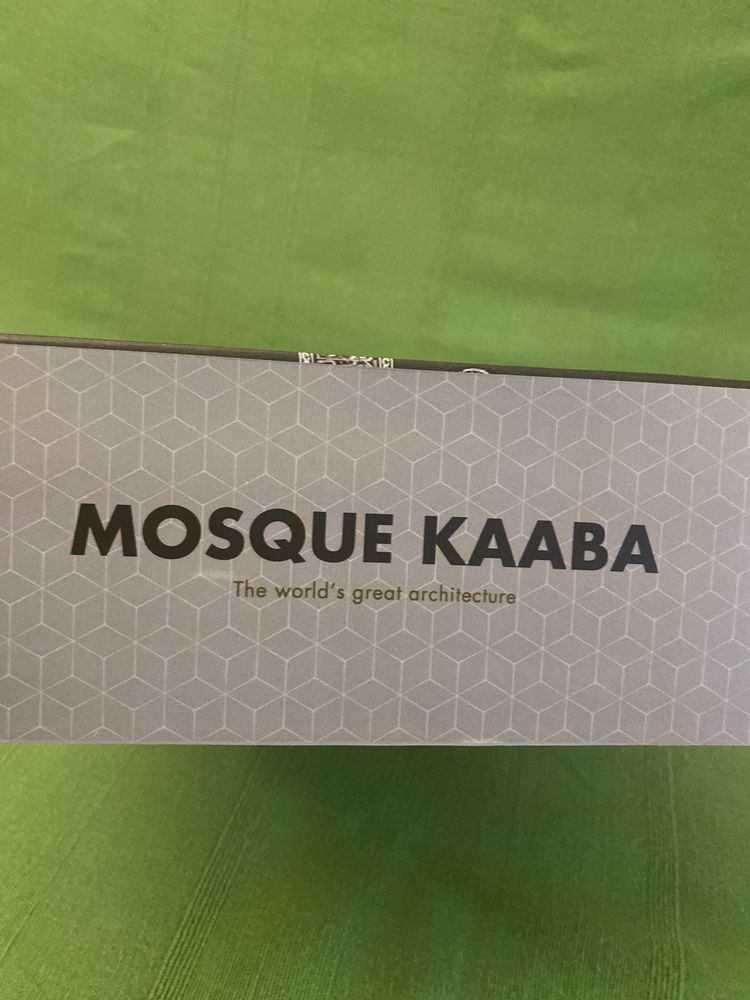 MOSQUE KAABA
The world's great architecture